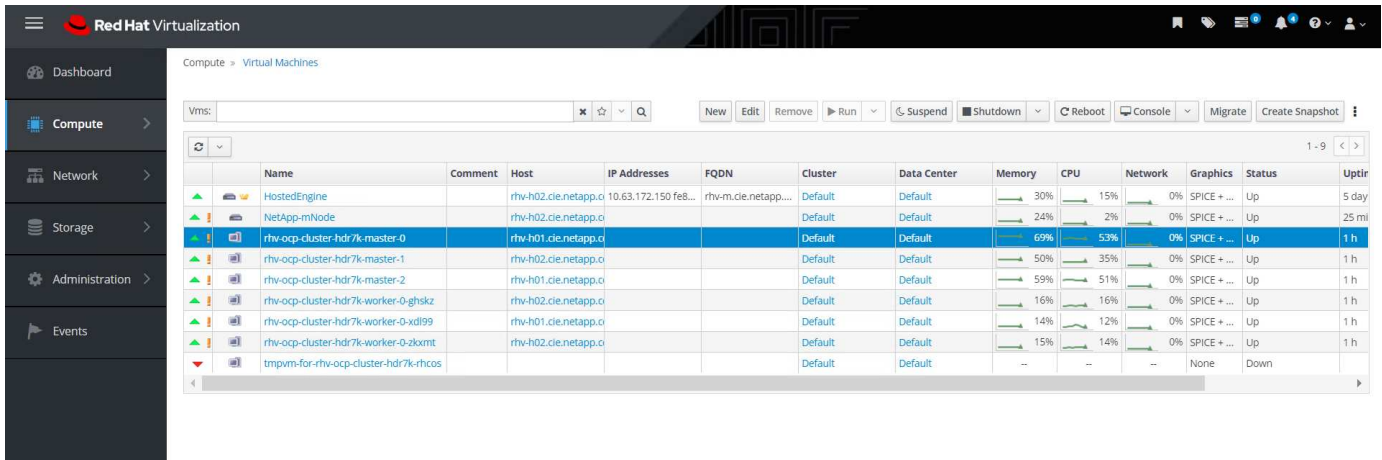 Red Hat Virtualization
0 4
Dashboard
Compute
Network
Storage
Administration
Events
Compute » Virtual Machines
Vms:
New Edit Remove Run Suspend Shutdown Reboot Console Migrate Create Snapshot
1 - 9
Name Comment Host IP Addresses FQDN Cluster Data Center Memory CPU Network Graphics Status Uptir
HostedEngine rhv-h02.cie.netapp.c 10.63.172.150 fe8... rhv-m.cie.netapp.... Default Default 30% 15% 0% SPICE + ... Up 5 day
NetApp-mNode rhv-h02.cie.netapp.c Default Default 24% 2% 0% SPICE + ... Up 25 mi
rhv-ocp-cluster-hdr7k-master-0 rhv-h01.cie.netapp.c Default Default 69% 53% 0% SPICE + ... Up 1 h
rhv-ocp-cluster-hdr7k-master-1 rhv-h02.cie.netapp.c Default Default 50% 35% 0% SPICE + ... Up 1 h
rhv-ocp-cluster-hdr7k-master-2 rhv-h01.cie.netapp.c Default Default 59% 51% 0% SPICE + ... Up 1 h
rhv-ocp-cluster-hdr7k-worker-0-ghskz rhv-h02.cie.netapp.c Default Default 16% 16% 0% SPICE + ... Up 1 h
rhv-ocp-cluster-hdr7k-worker-0-xdl99 rhv-h01.cie.netapp.c Default Default 14% 12% 0% SPICE + ... Up 1 h
rhv-ocp-cluster-hdr7k-worker-0-zkxmt rhv-h02.cie.netapp.c Default Default 15% 14% 0% SPICE + ... Up 1 h
tmpvm-for-rhv-ocp-cluster-hdr7k-rhcos Default Default -- -- -- None Down